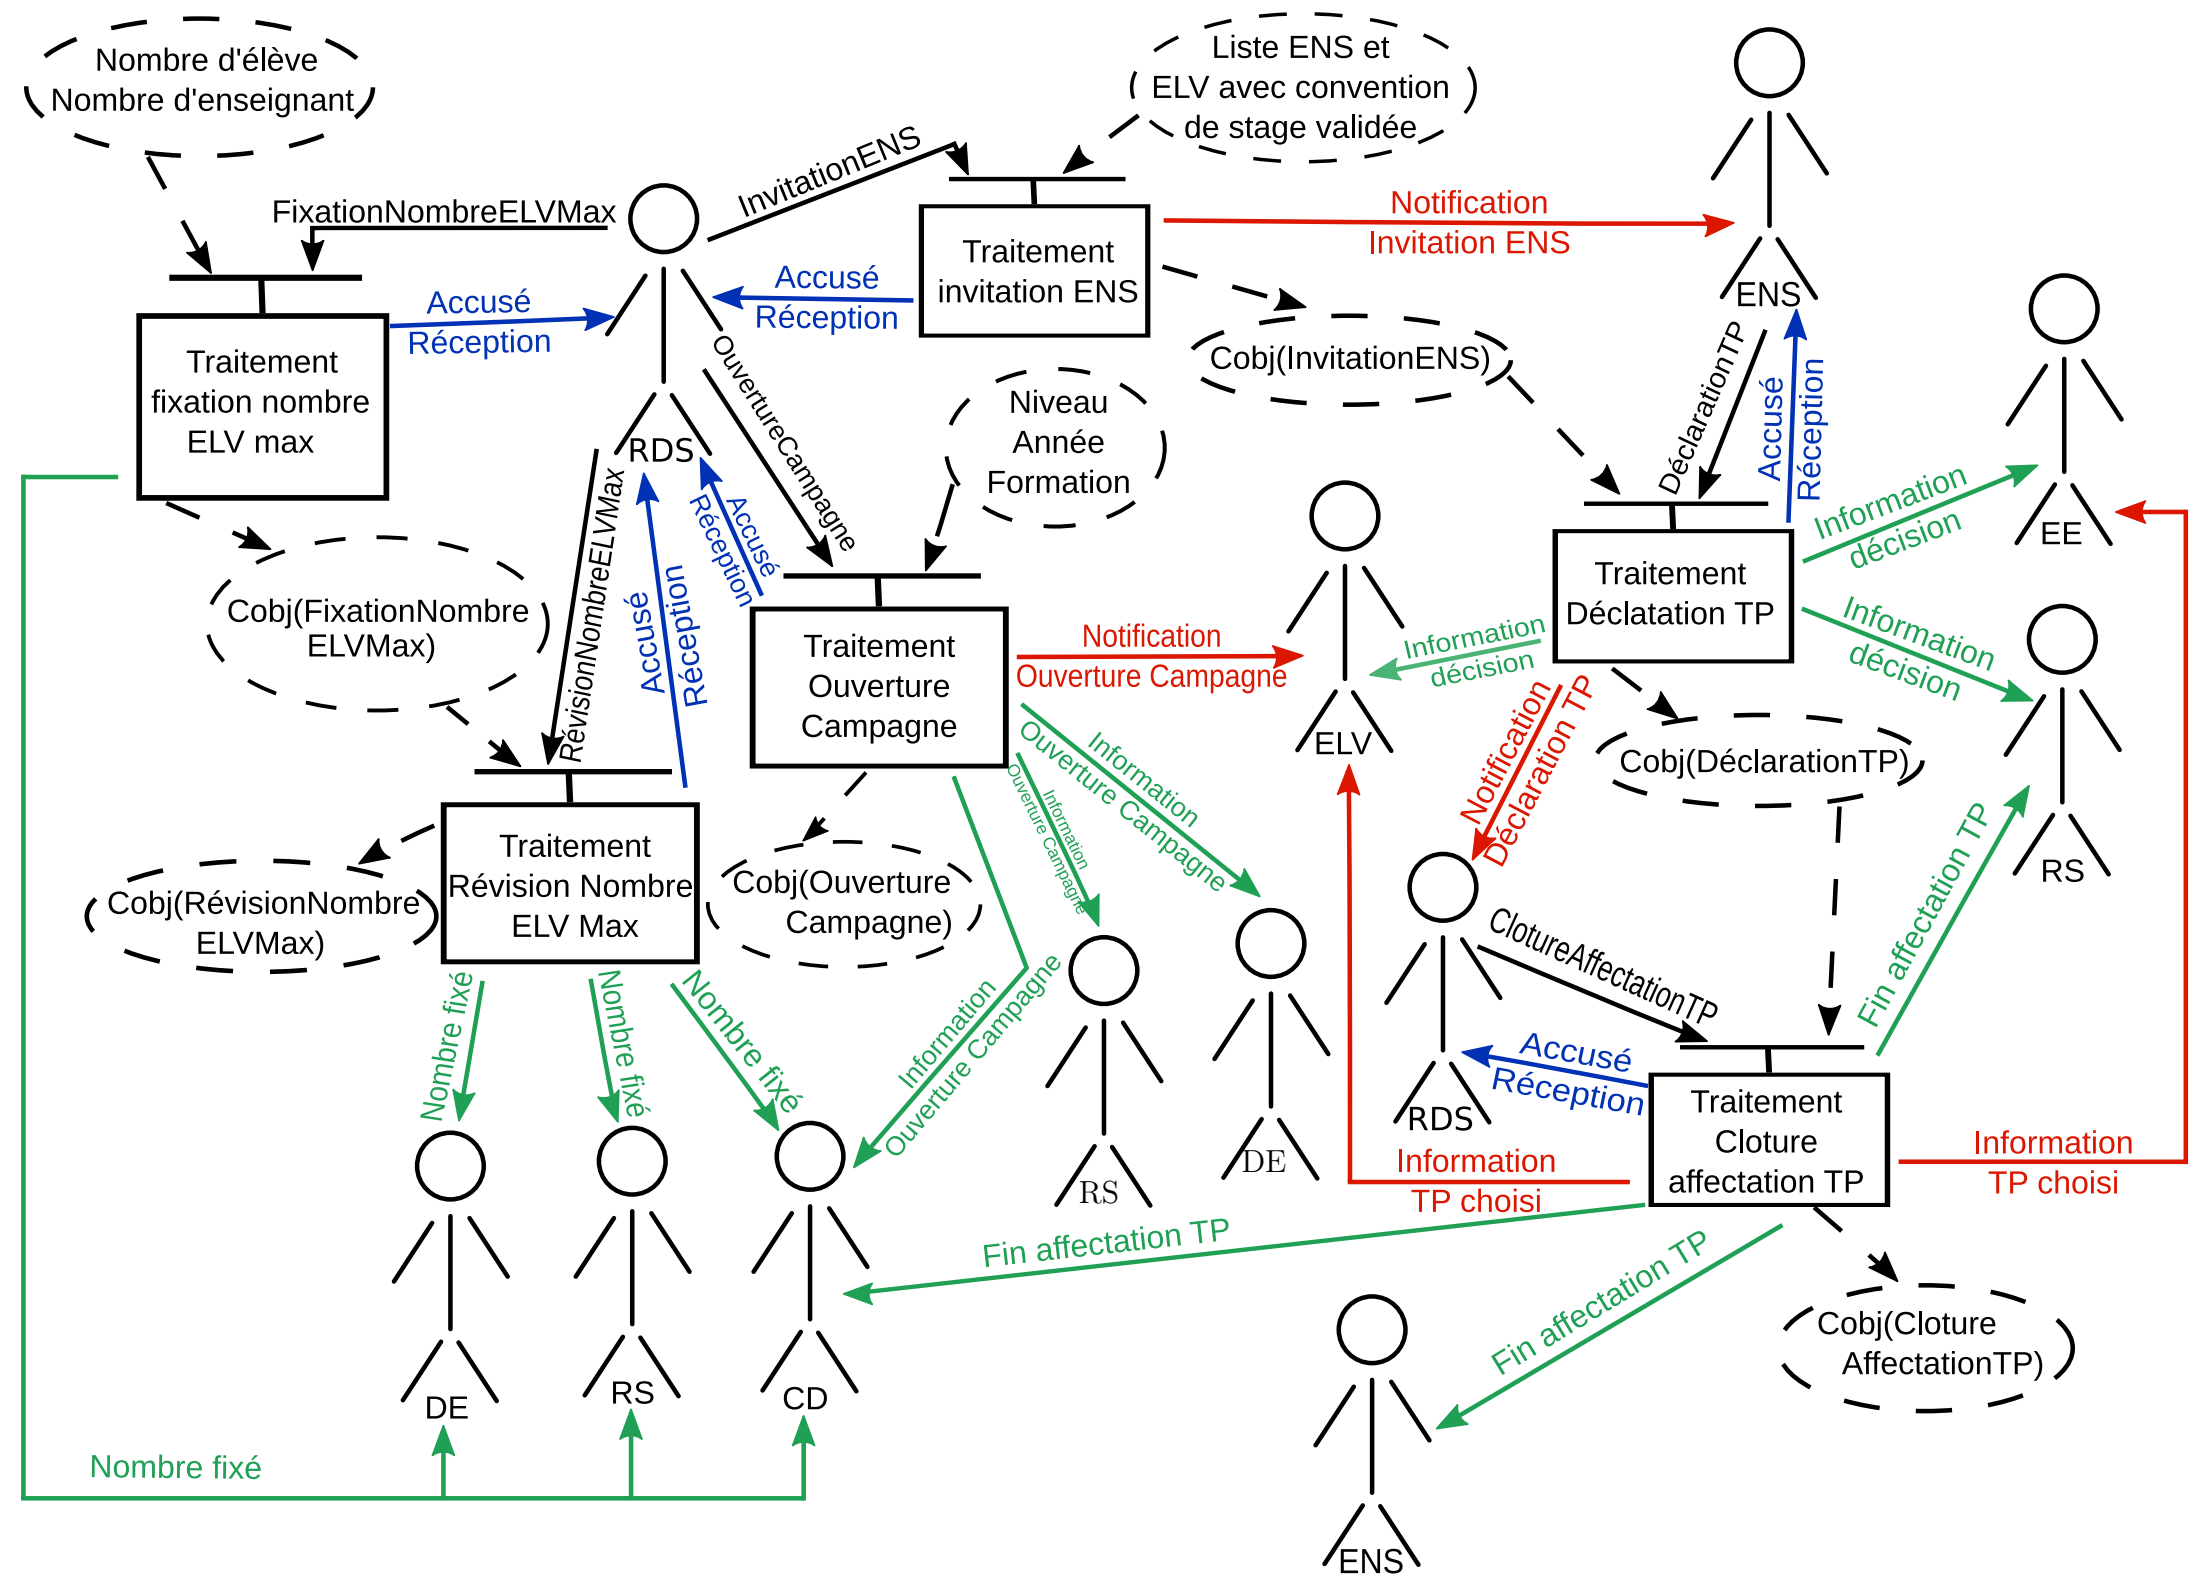 Nombre d'élève
Nombre d'enseignant
Liste ENS et
ELV avec convention
de stage validée
InvitationENS
FixationNombreELVMax
Notification
Invitation ENS
Traitement
invitation ENS
Accusé
Réception
Accusé
Réception
ENS
Traitement
fixation nombre
ELV max
Cobj(InvitationENS)
OuvertureCampagne
DéclarationTP
Accusé
Réception
Niveau
Année
Formation
RDS
RévisionNombreELVMax
Accusé
Réception
Accusé
Réception
Information
décision
EE
Traitement
Déclatation TP
Cobj(FixationNombre
ELVMax)
Traitement
Ouverture
Campagne
Notification
Ouverture Campagne
Information
décision
Information
décision
ELV
Notification
Déclaration TP
Cobj(DéclarationTP)
Information
Ouverture Campagne
Information
Ouverture Campagne
Traitement
Révision Nombre
ELV Max
Cobj(RévisionNombre
ELVMax)
Cobj(Ouverture
Campagne)
RS
Fin affectation TP
ClotureAffectationTP
Nombre fixé
Nombre fixé
Nombre fixé
Information
Ouverture Campagne
Accusé
Réception
RDS
Traitement
Cloture
affectation TP
Information
TP choisi
Information
TP choisi
DE
RS
Fin affectation TP
Fin affectation TP
Cobj(Cloture
AffectationTP)
DE
RS
CD
Nombre fixé
ENS